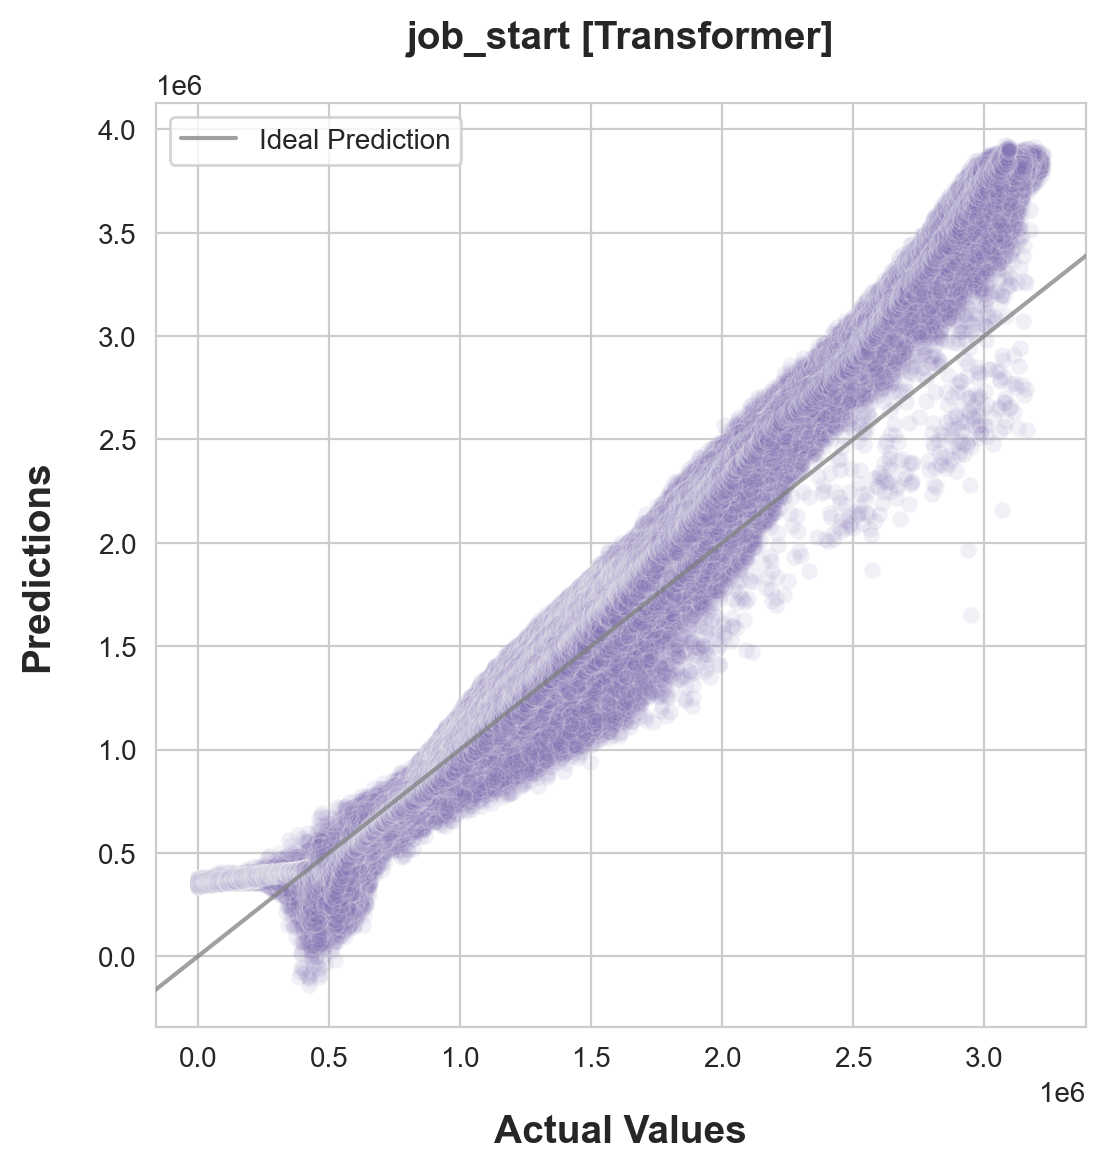 job_start [Transformer]
1e6
Ideal Prediction
4.0
3.5
3.0
2.5
2.0
1.5
1.0
0.5
0.0
Predictions
0.0 0.5 1.0 1.5 2.0 2.5 3.0
1e6
Actual Values